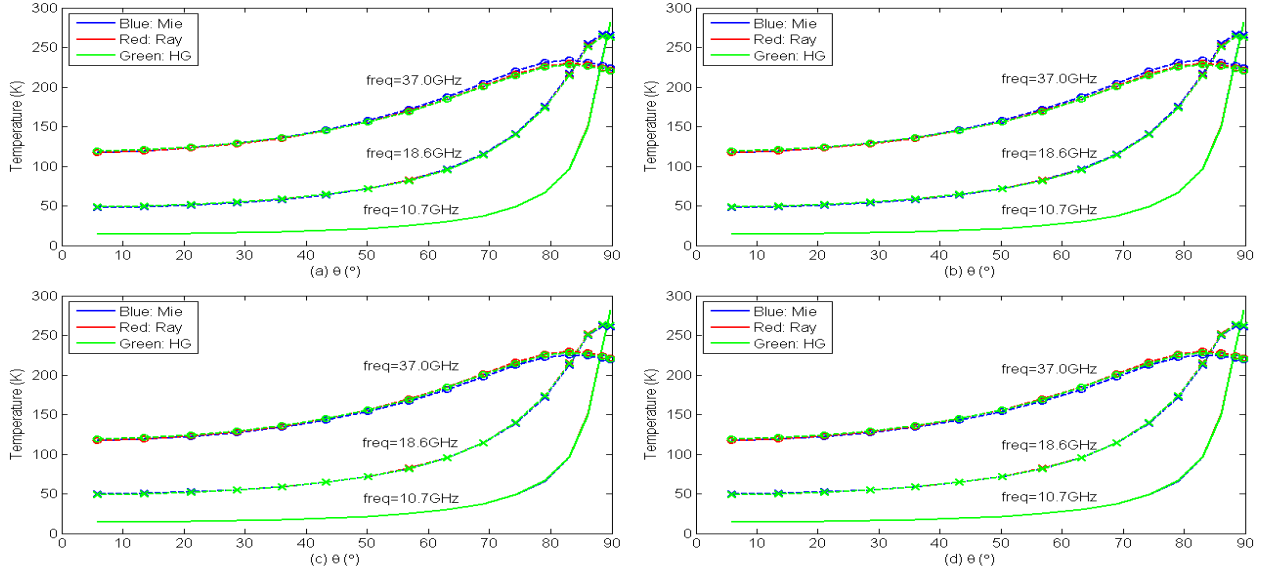 300
250
200
150
100
50
0
Temperature (K)
Blue: Mie
Red: Ray
Green: HG
freq=37.0GHz
freq=18.6GHz
freq=10.7GHz
0 10 20 30 40 50 60 70 80 90
(a) θ (°)
300
250
200
150
100
50
0
Temperature (K)
Blue: Mie
Red: Ray
Green: HG
freq=37.0GHz
freq=18.6GHz
freq=10.7GHz
0 10 20 30 40 50 60 70 80 90
(b) θ (°)
300
250
200
150
100
50
0
Temperature (K)
Blue: Mie
Red: Ray
Green: HG
freq=37.0GHz
freq=18.6GHz
freq=10.7GHz
0 10 20 30 40 50 60 70 80 90
(c) θ (°)
300
250
200
150
100
50
0
Temperature (K)
Blue: Mie
Red: Ray
Green: HG
freq=37.0GHz
freq=18.6GHz
freq=10.7GHz
0 10 20 30 40 50 60 70 80 90
(d) θ (°)